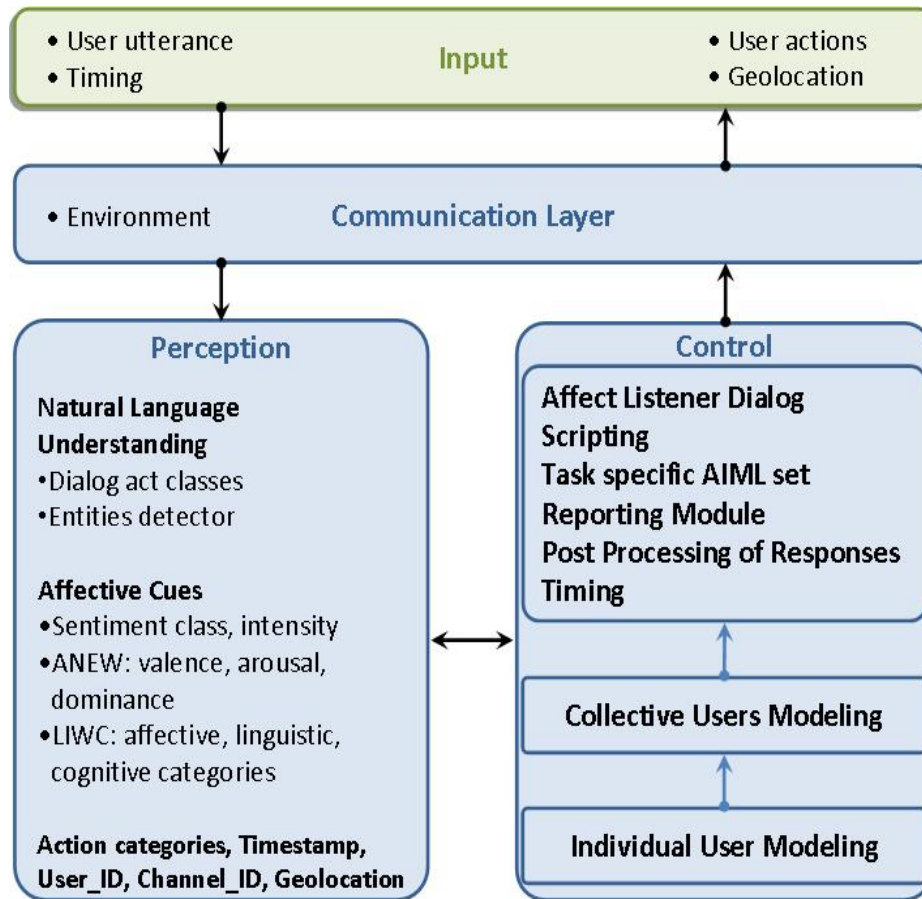 • User utterance
• Timing
Input
• User actions
• Geolocation
• Environment
Communication Layer
Perception
Natural Language
Understanding
•Dialog act classes
•Entities detector
Affective Cues
•Sentiment class, intensity
•ANEW: valence, arousal,
dominance
•LIWC: affective, linguistic,
cognitive categories
Action categories, Timestamp,
User_ID, Channel_ID, Geolocation
Control
Affect Listener Dialog
Scripting
Task specific AIML set
Reporting Module
Post Processing of Responses
Timing
Collective Users Modeling
Individual User Modeling